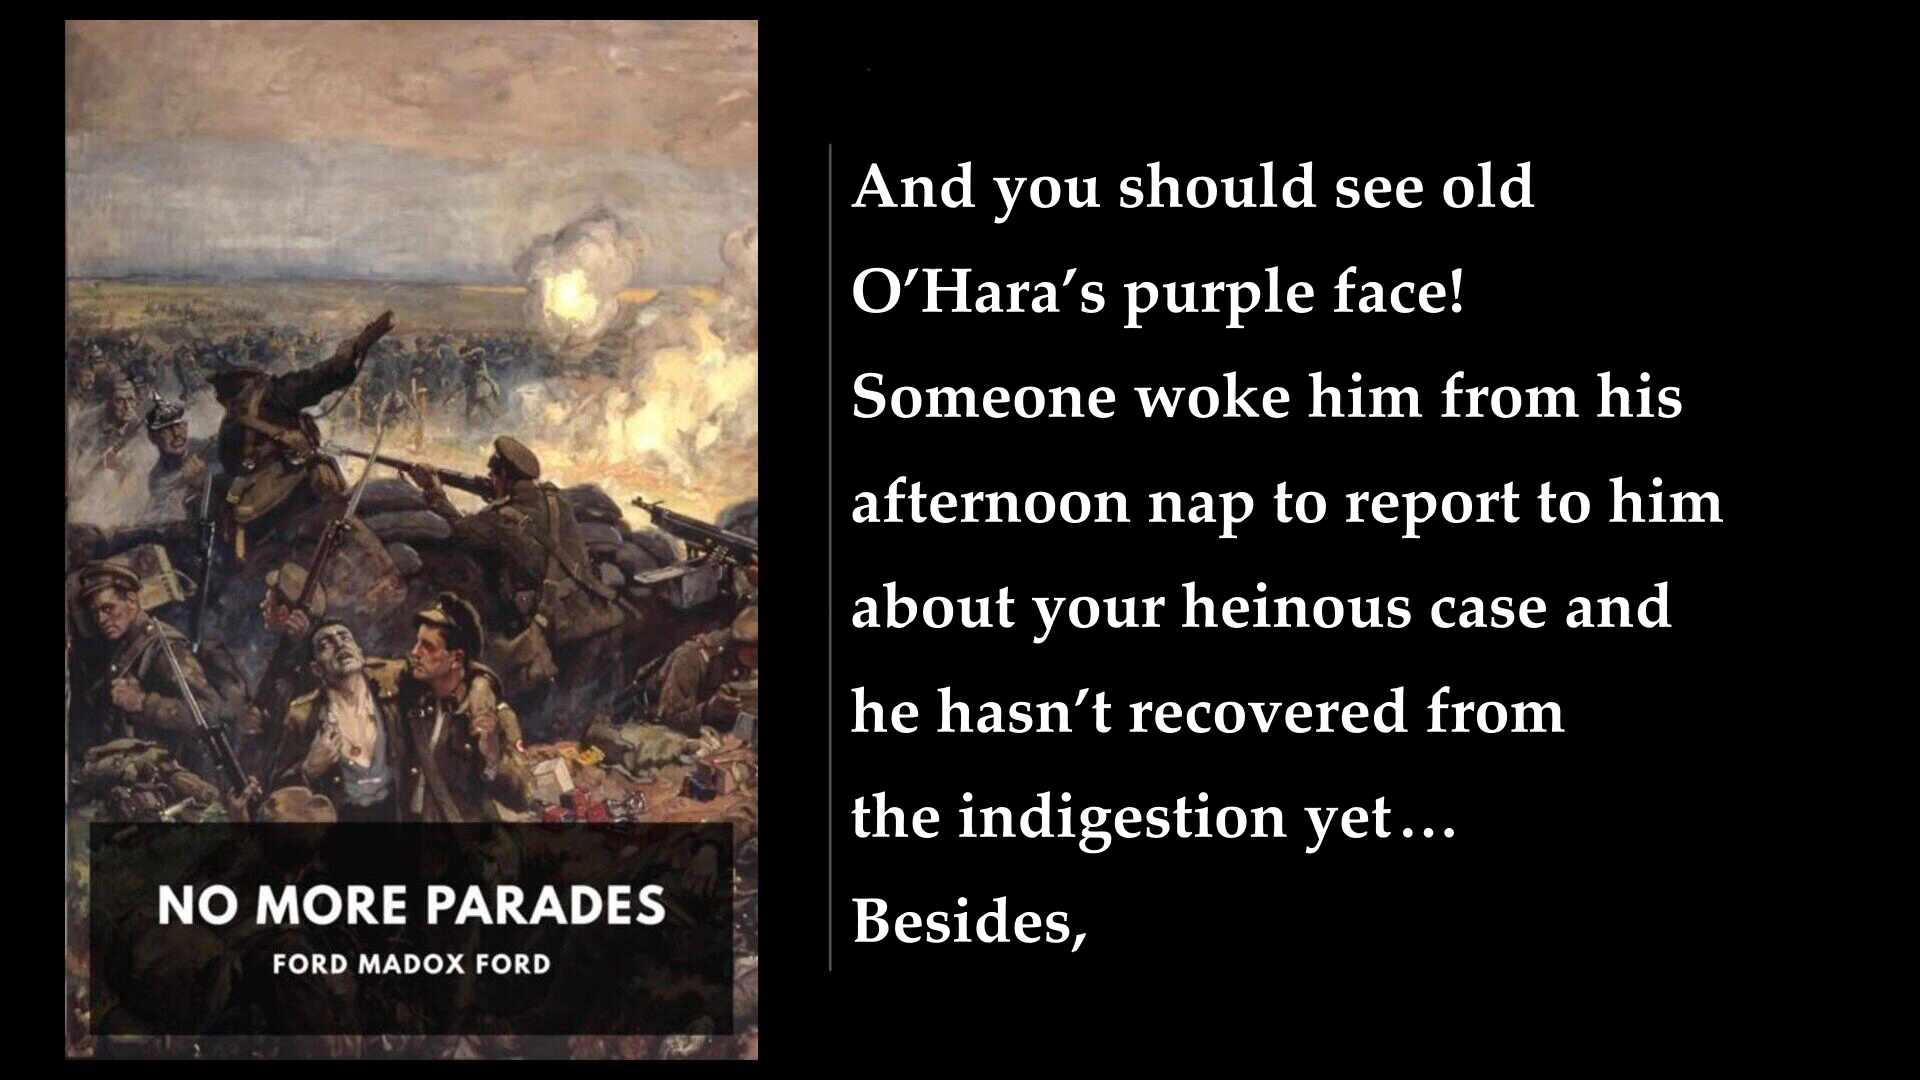 NO MORE PARADES
FORD MADOX FORD
And you should see old
O’Hara’s purple face!
Someone woke him from his
afternoon nap to report to him
about your heinous case and
he hasn’t recovered from
the indigestion yet…
Besides,